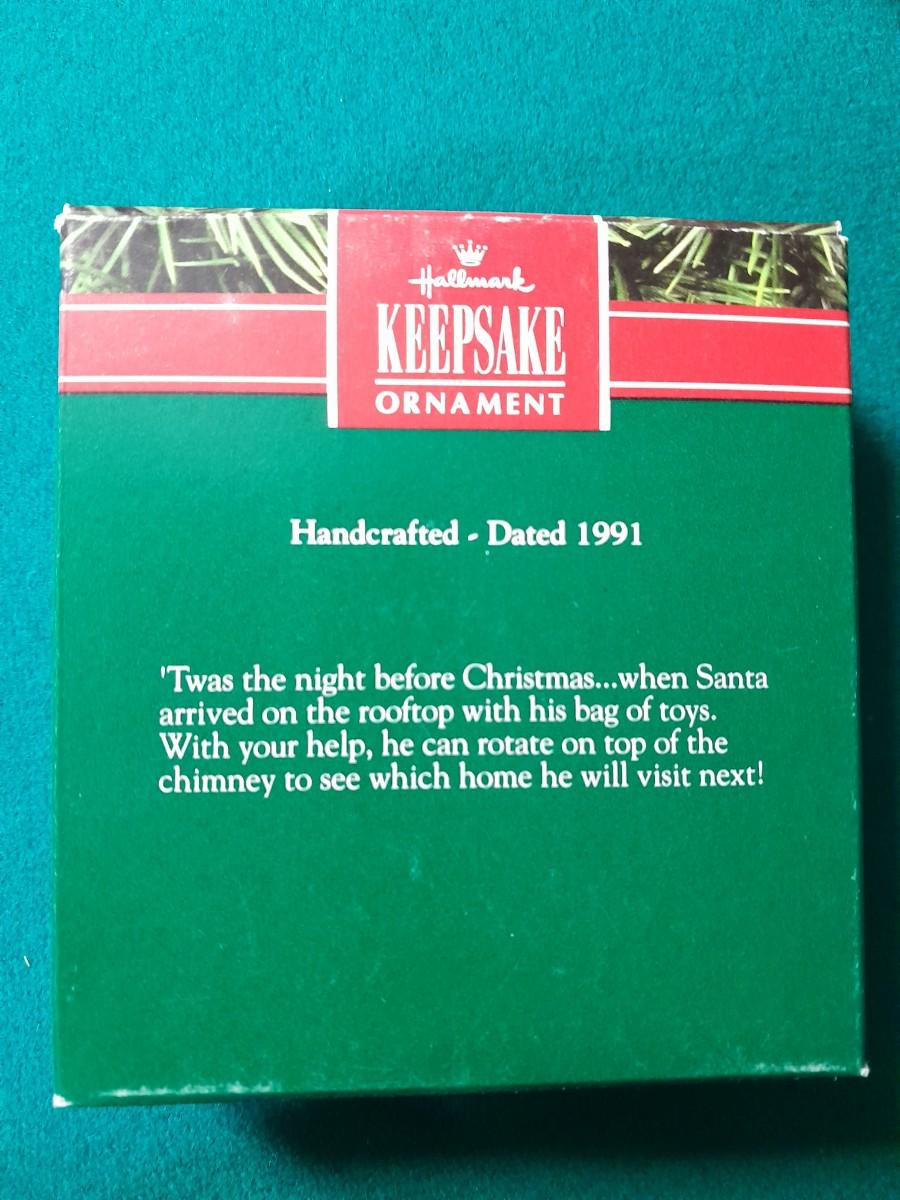 Hallmark
KEEPSAKE
ORNAMENT
Handcrafted - Dated 1991
'Twas the night before Christmas...when Santa
arrived on the rooftop with his bag of toys.
With your help, he can rotate on top of the
chimney to see which home he will visit next!